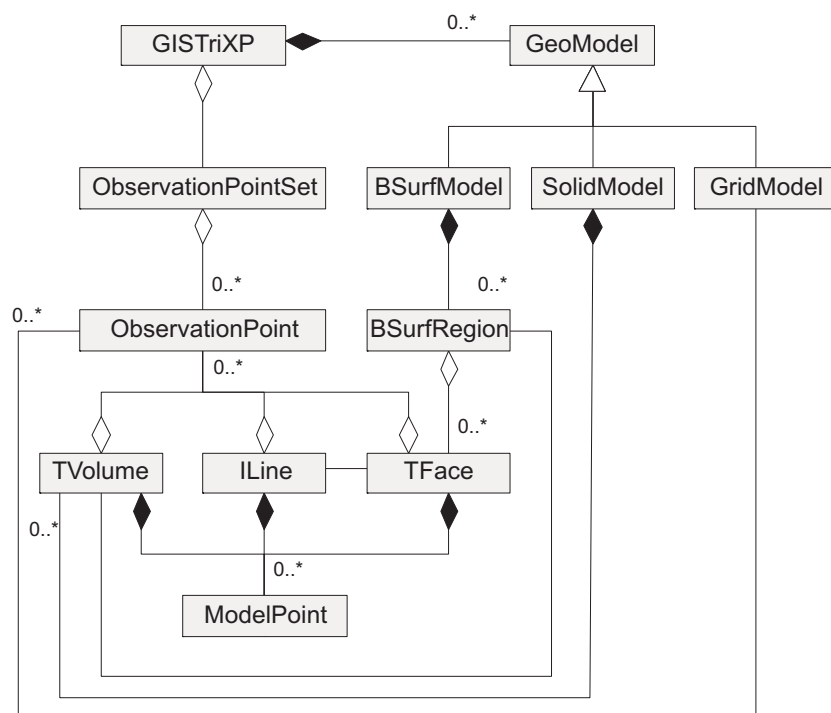 0..*
GISTriXP
GeoModel
ObservationPointSet
BSurfModel
SolidModel
GridModel
0..*
0..*
0..*
ObservationPoint
BSurfRegion
0..*
0..*
TVolume
ILine
TFace
0..*
0..*
ModelPoint